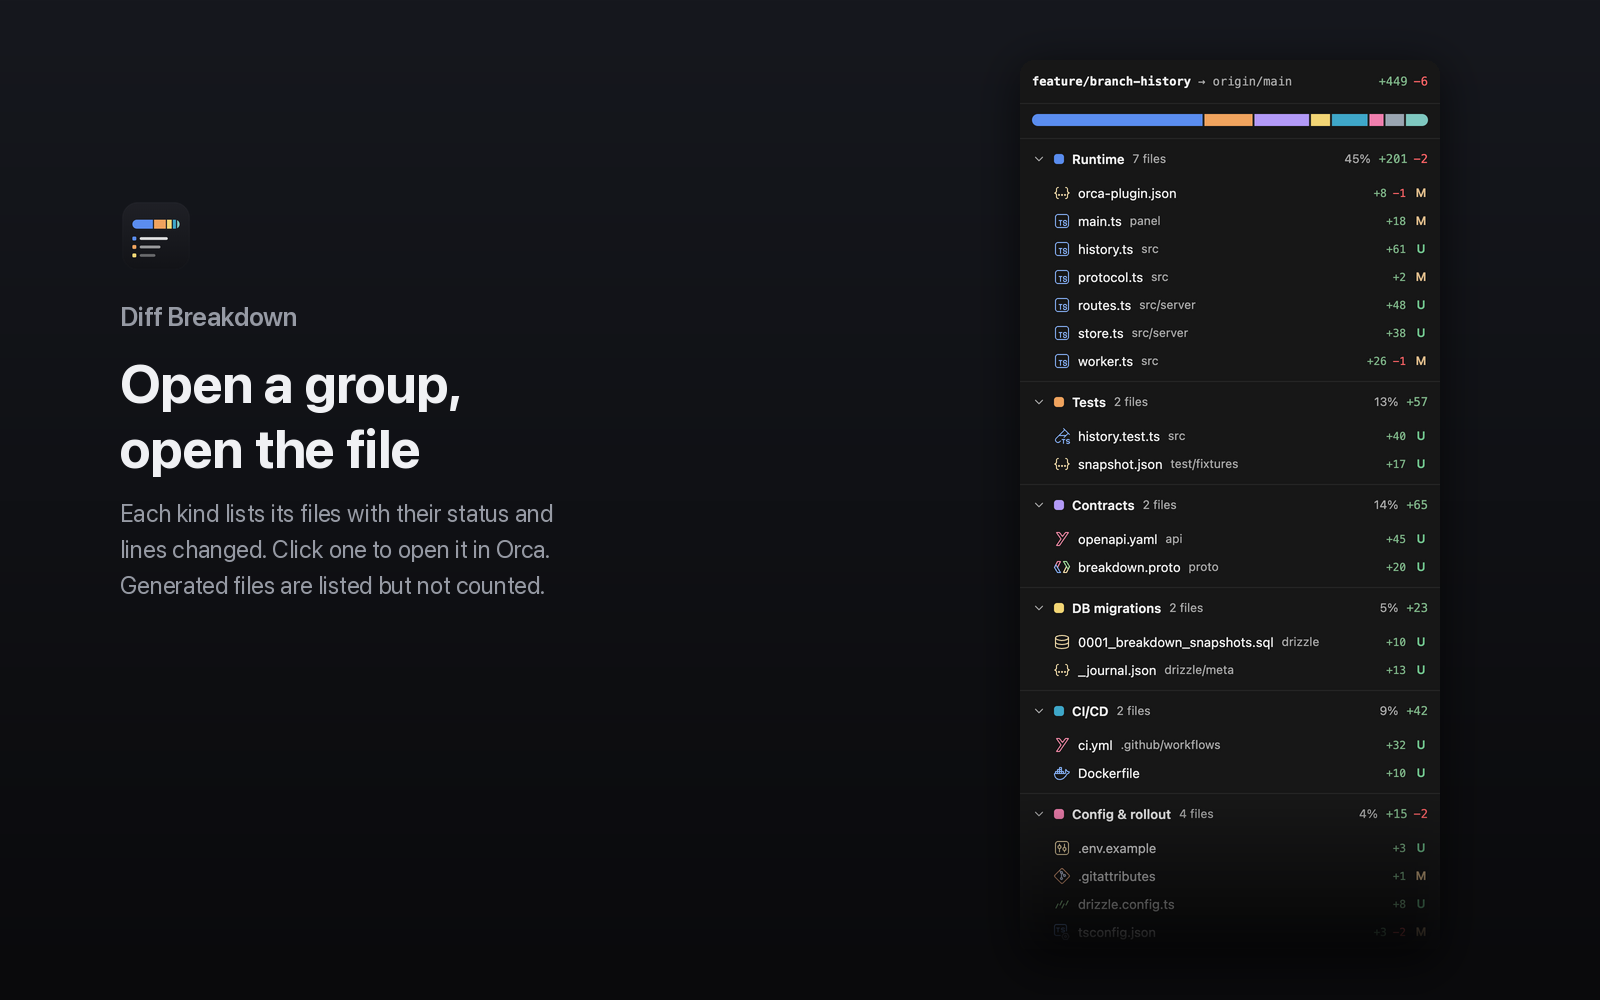 Diff Breakdown
Open a group,
open the file
Each kind lists its files with their status and
lines changed. Click one to open it in Orca.
Generated files are listed but not counted.
feature/branch-history → origin/main +449 −6
Runtime 7 files 45% +201 −2
orca-plugin.json +8 −1 M
main.ts panel +18 M
history.ts src +61 U
protocol.ts src +2 M
routes.ts src/server +48 U
store.ts src/server +38 U
worker.ts src +26 −1 M
Tests 2 files 13% +57
history.test.ts src +40 U
snapshot.json test/fixtures +17 U
Contracts 2 files 14% +65
openapi.yaml api +45 U
breakdown.proto proto +20 U
DB migrations 2 files 5% +23
0001_breakdown_snapshots.sql drizzle +10 U
_journal.json drizzle/meta +13 U
CI/CD 2 files 9% +42
ci.yml .github/workflows +32 U
Dockerfile +10 U
Config & rollout 4 files 4% +15 −2
.env.example +3 U
.gitattributes +1 M
drizzle.config.ts +8 U
tsconfig.json +3 −2 M